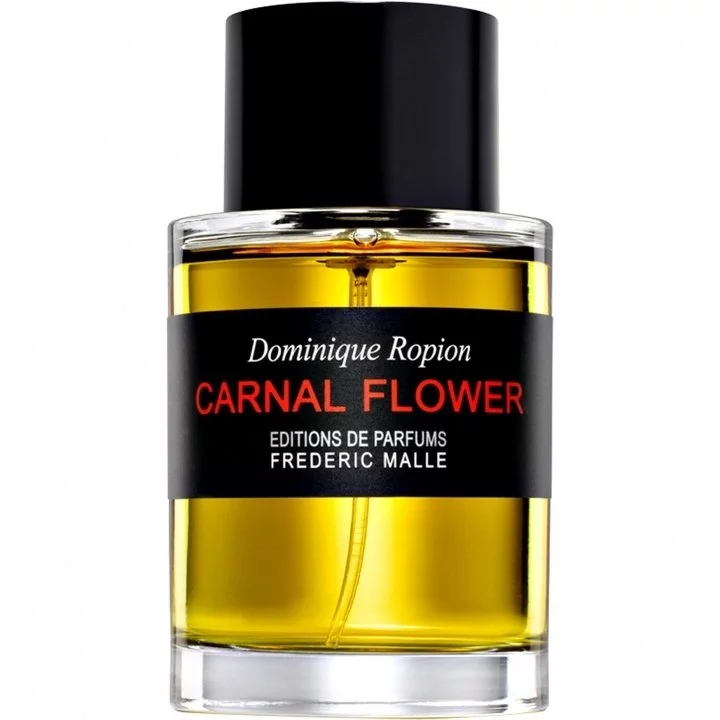 Dominique Ropion
CARNAL FLOWER
EDITIONS DE PARFUMS
FREDERIC MALLE